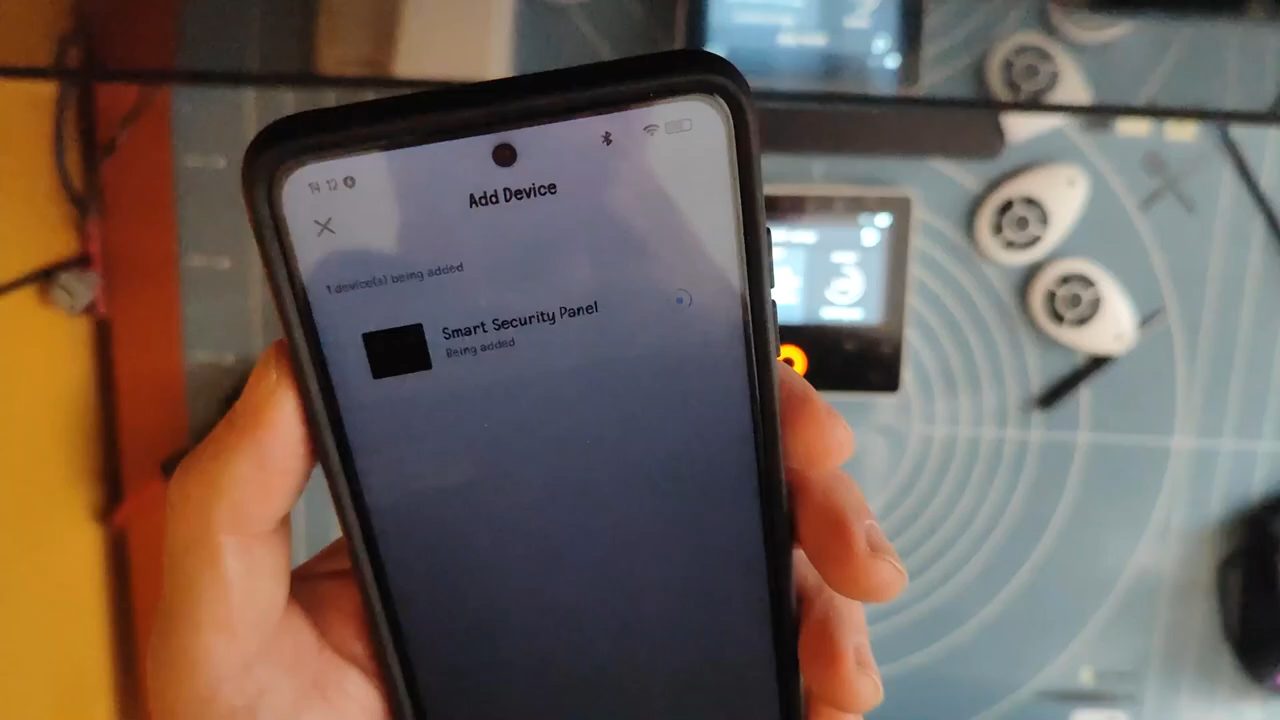 14 12
Add Device
1 device(s) being added
Smart Security Panel
Being added